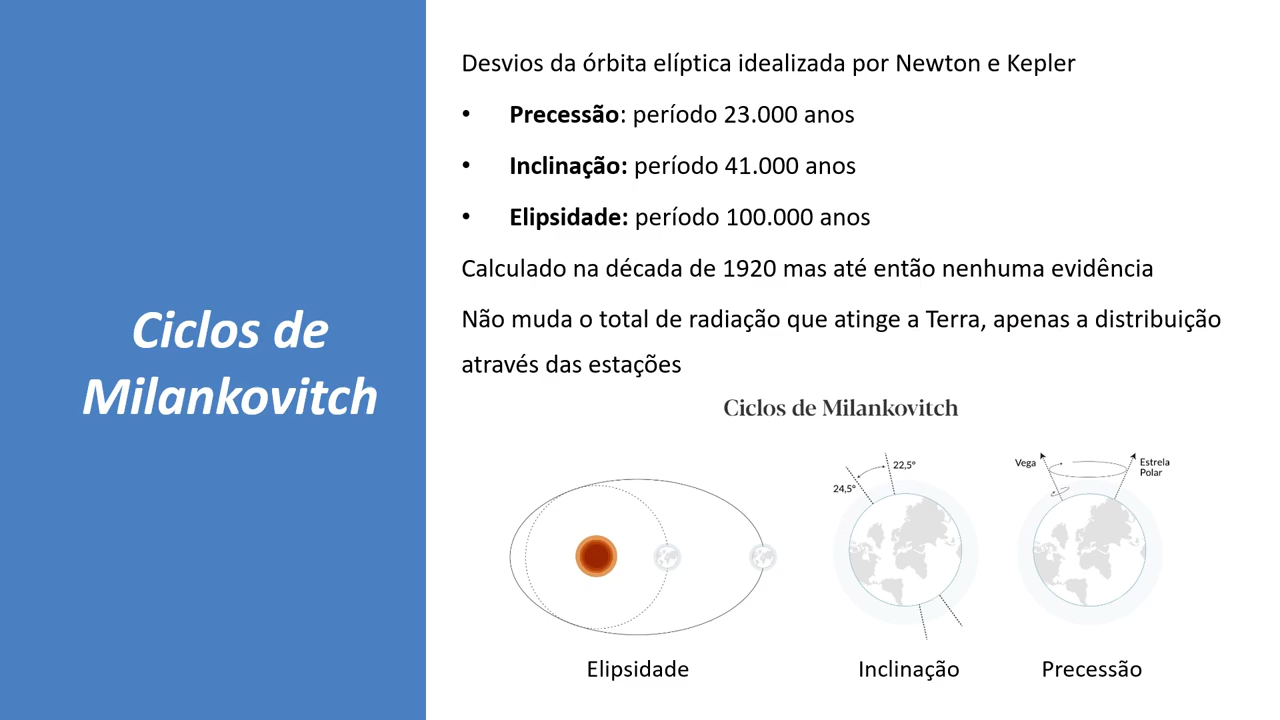 Ciclos de
Milankovitch
Desvios da órbita elíptica idealizada por Newton e Kepler
• Precessão: período 23.000 anos
• Inclinação: período 41.000 anos
• Elipsidade: período 100.000 anos
Calculado na década de 1920 mas até então nenhuma evidência
Não muda o total de radiação que atinge a Terra, apenas a distribuição
através das estações
Ciclos de Milankovitch
22,5°
24,5°
Vega
Estrela
Polar
Elipsidade
Inclinação
Precessão